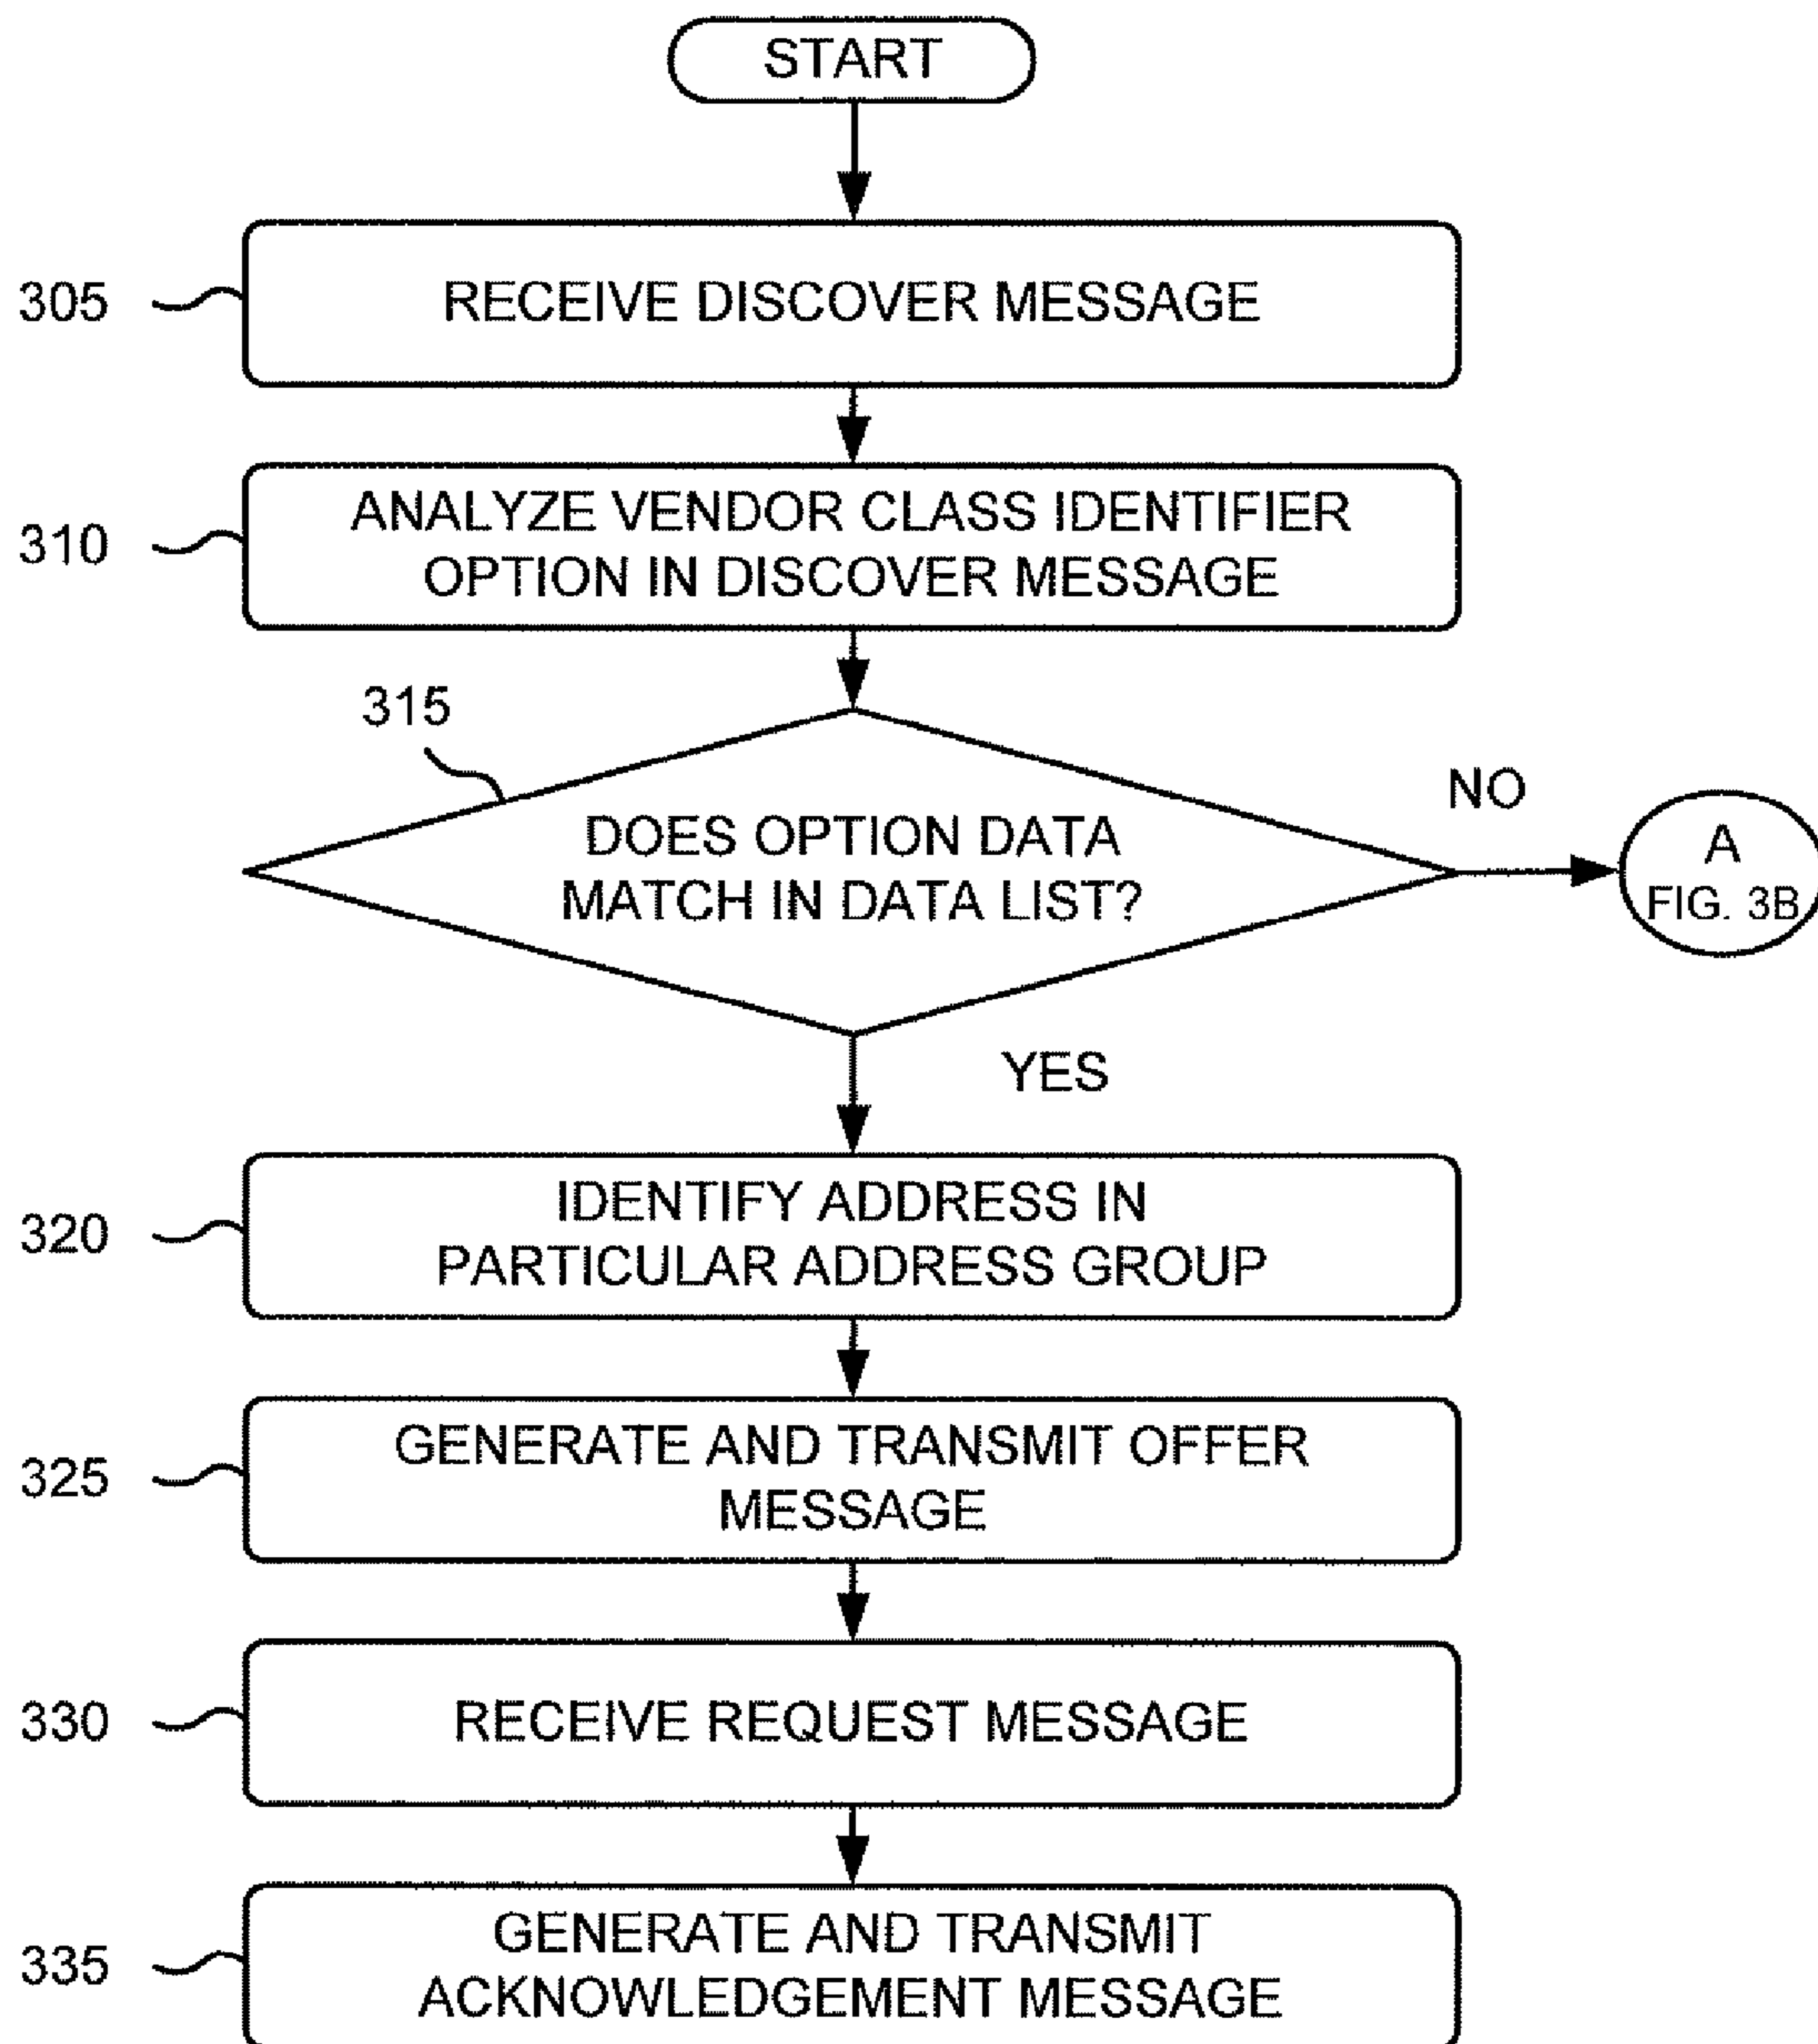 START
305
RECEIVE DISCOVER MESSAGE
310
ANALYZE VENDOR CLASS IDENTIFIER
OPTION IN DISCOVER MESSAGE
315
DOES OPTION DATA
MATCH IN DATA LIST?
NO
A
FIG. 3B
YES
320
IDENTIFY ADDRESS IN
PARTICULAR ADDRESS GROUP
325
GENERATE AND TRANSMIT OFFER
MESSAGE
330
RECEIVE REQUEST MESSAGE
335
GENERATE AND TRANSMIT
ACKNOWLEDGEMENT MESSAGE